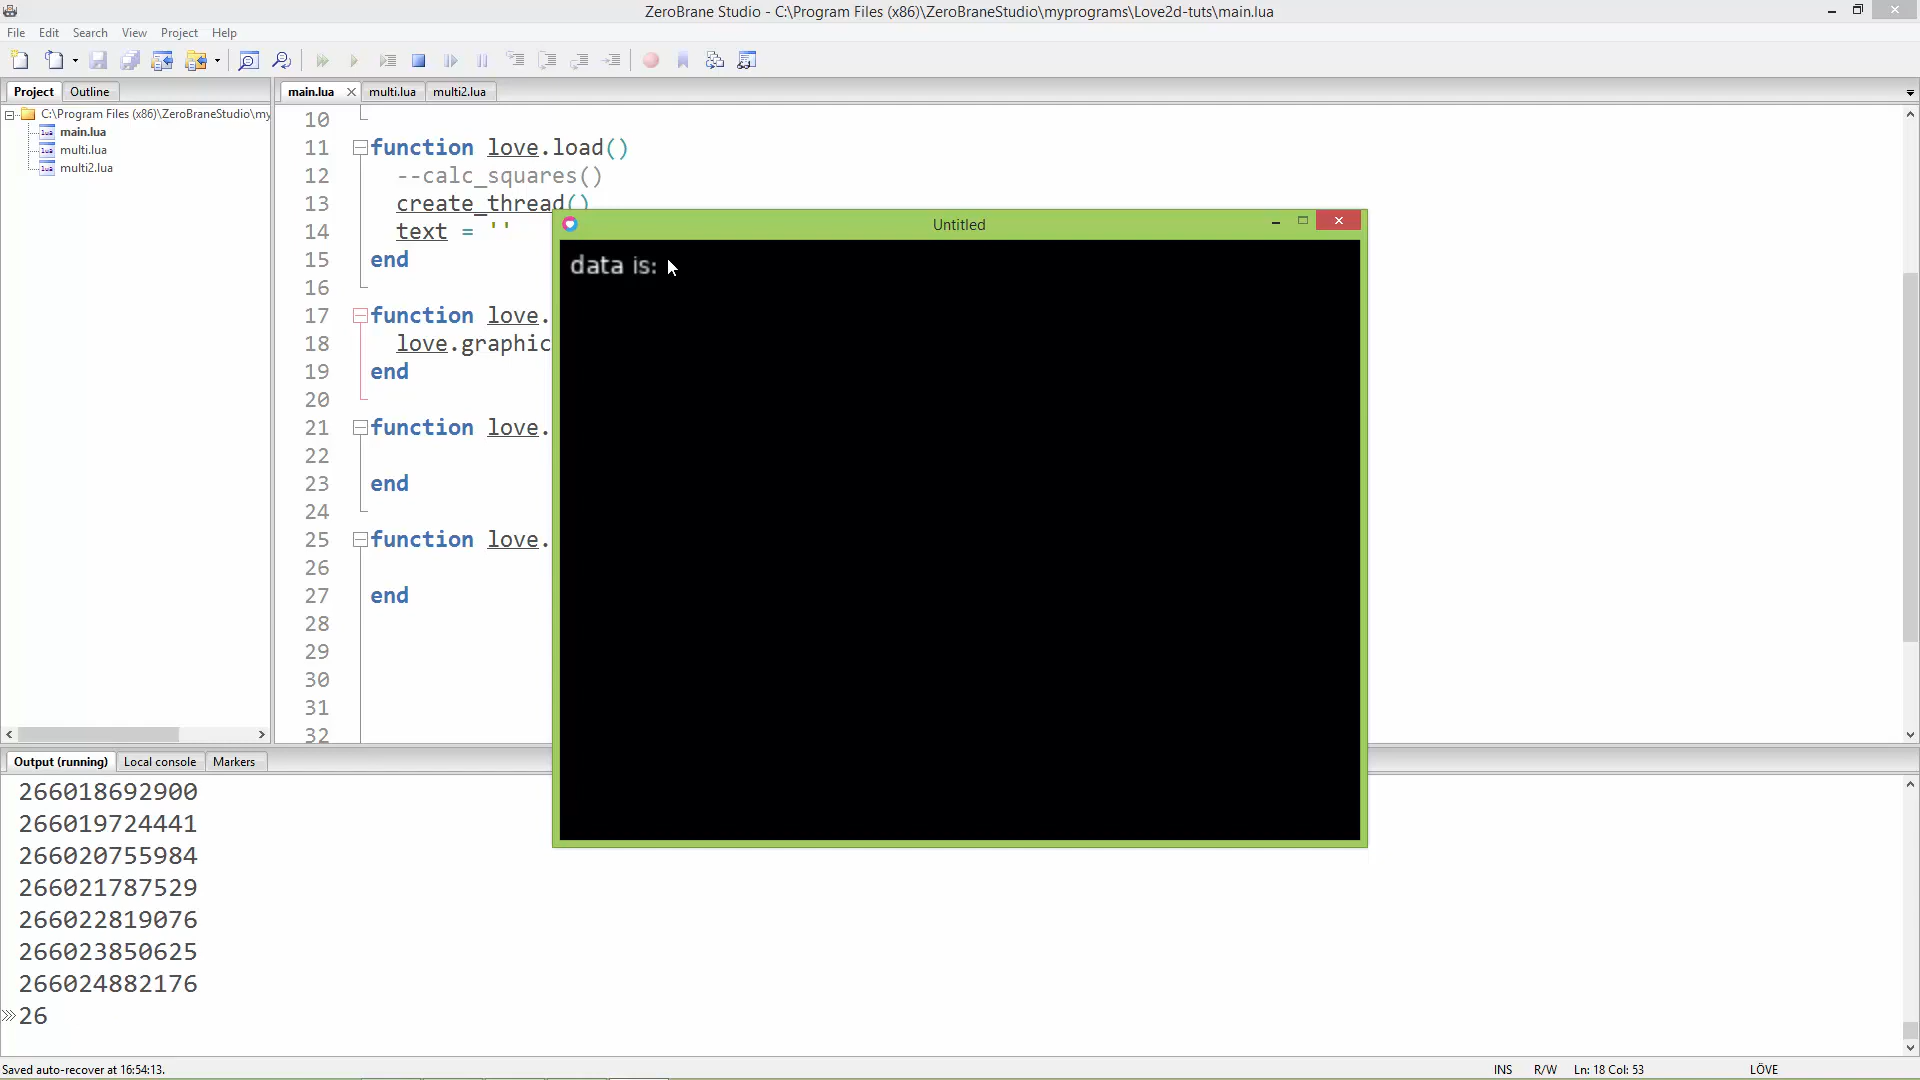 ZeroBrane Studio - C:\Program Files (x86)\ZeroBraneStudio\myprograms\Love2d-tuts\main.lua
File Edit Search View Project Help
Project Outline
main.lua multi.lua multi2.lua
C:\Program Files (x86)\ZeroBraneStudio\my
main.lua
multi.lua
multi2.lua
10
11 function love.load()
12 --calc_squares()
13 create_thread()
14 text = ''
15 end
16
17 function love.
18 love.graphic
19 end
20
21 function love.
22
23 end
24
25 function love.
26
27 end
28
29
30
31
32
Untitled
data is:
Output (running) Local console Markers
266018692900
266019724441
266020755984
266021787529
266022819076
266023850625
266024882176
26
Saved auto-recover at 16:54:13. INS R/W Ln: 18 Col: 53 LÖVE